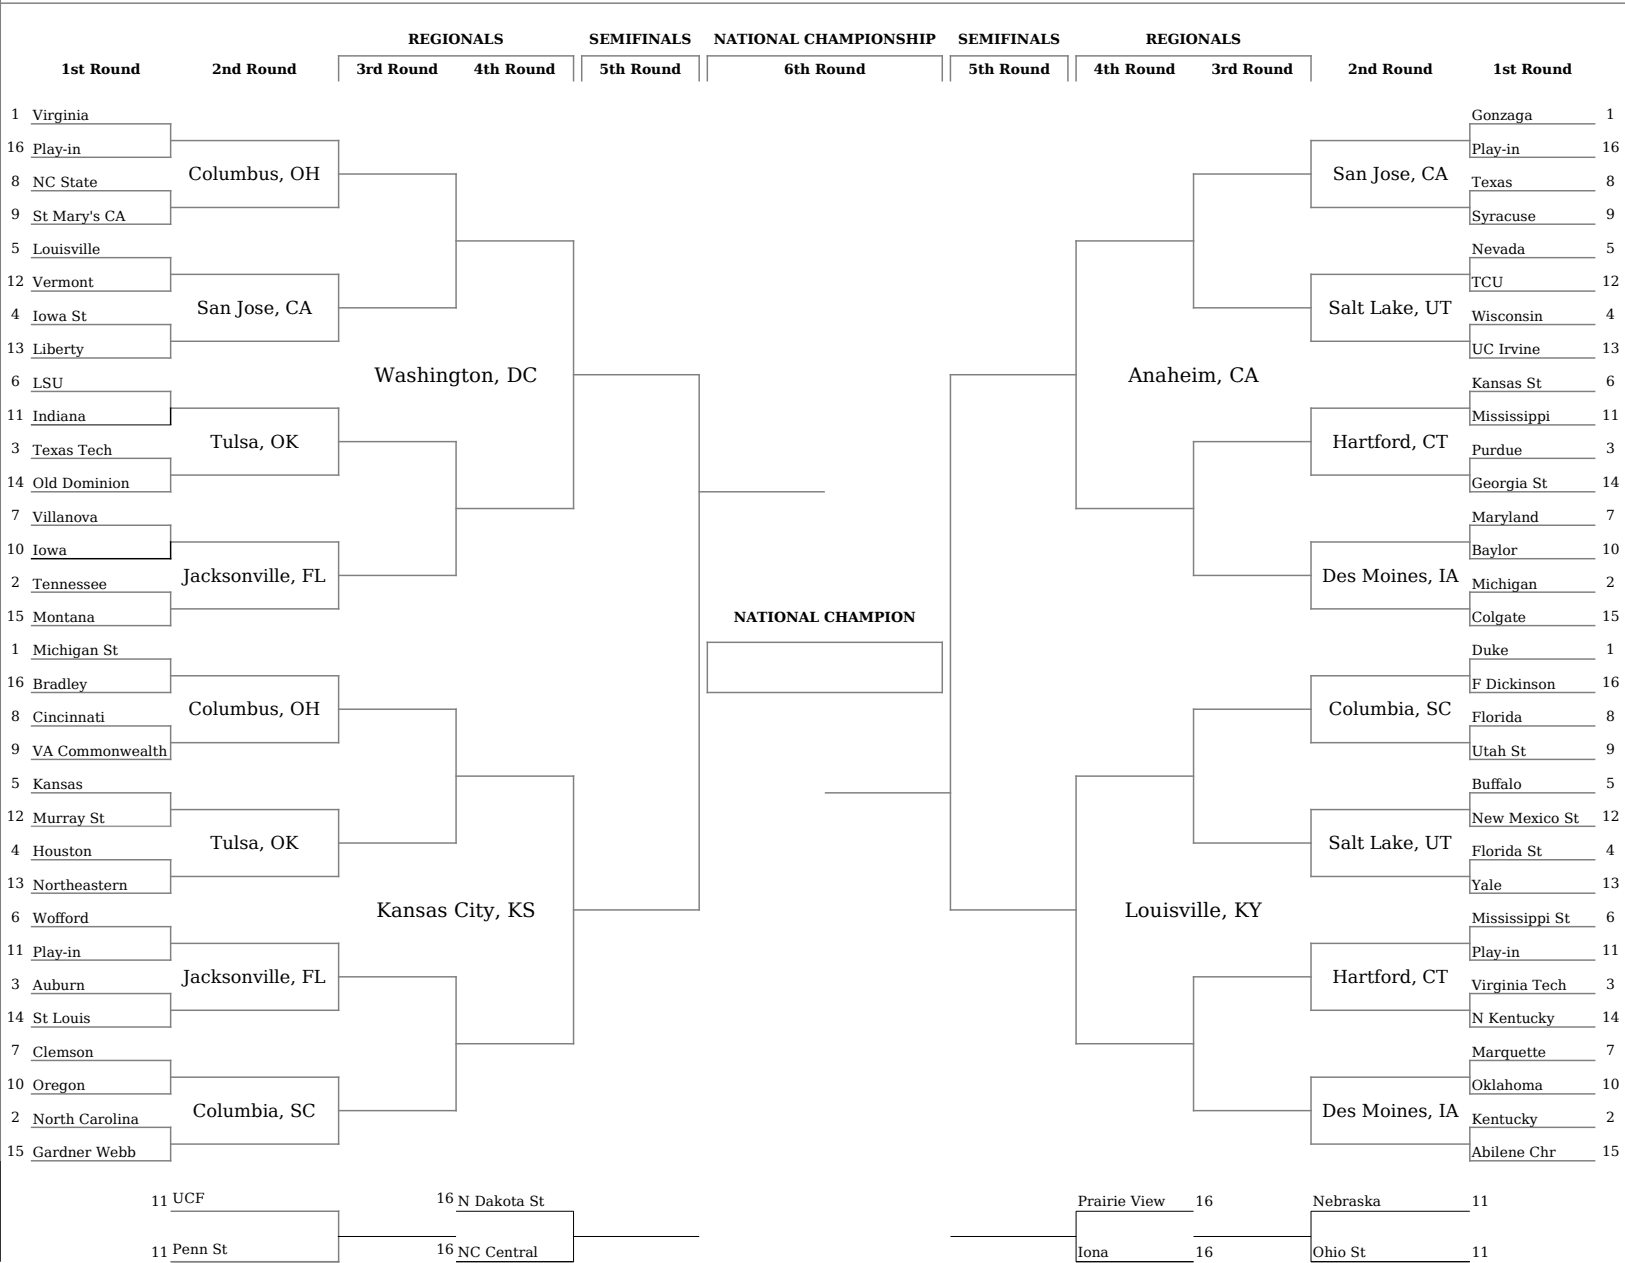 REGIONALS SEMIFINALS NATIONAL CHAMPIONSHIP SEMIFINALS REGIONALS
1st Round 2nd Round 3rd Round 4th Round 5th Round 6th Round 5th Round 4th Round 3rd Round 2nd Round 1st Round
1 Virginia
16 Play-in
Columbus, OH
8 NC State
9 St Mary's CA
5 Louisville
12 Vermont
San Jose, CA
4 Iowa St
13 Liberty
Washington, DC
6 LSU
11 Indiana
Tulsa, OK
3 Texas Tech
14 Old Dominion
7 Villanova
10 Iowa
Jacksonville, FL
2 Tennessee
15 Montana
1 Michigan St
16 Bradley
Columbus, OH
8 Cincinnati
9 VA Commonwealth
5 Kansas
12 Murray St
Tulsa, OK
4 Houston
13 Northeastern
Kansas City, KS
6 Wofford
11 Play-in
Jacksonville, FL
3 Auburn
14 St Louis
7 Clemson
10 Oregon
Columbia, SC
2 North Carolina
15 Gardner Webb
NATIONAL CHAMPION
Gonzaga 1
Play-in 16
San Jose, CA
Texas 8
Syracuse 9
Nevada 5
TCU 12
Salt Lake, UT
Wisconsin 4
UC Irvine 13
Anaheim, CA
Kansas St 6
Mississippi 11
Hartford, CT
Purdue 3
Georgia St 14
Maryland 7
Baylor 10
Des Moines, IA
Michigan 2
Colgate 15
Duke 1
F Dickinson 16
Columbia, SC
Florida 8
Utah St 9
Buffalo 5
New Mexico St 12
Salt Lake, UT
Florida St 4
Yale 13
Louisville, KY
Mississippi St 6
Play-in 11
Hartford, CT
Virginia Tech 3
N Kentucky 14
Marquette 7
Oklahoma 10
Des Moines, IA
Kentucky 2
Abilene Chr 15
11 UCF
11 Penn St
16 N Dakota St
16 NC Central
Prairie View 16
Iona 16
Nebraska 11
Ohio St 11